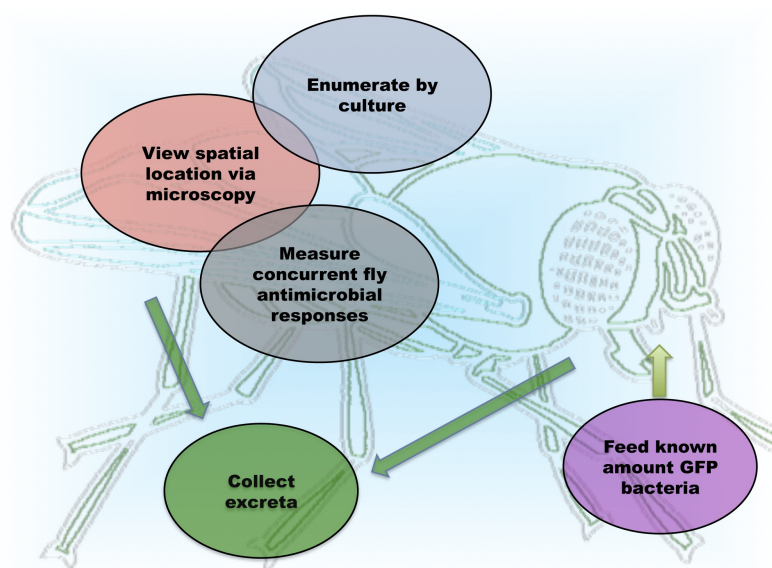 Enumerate by
culture
View spatial
location via
microscopy
Measure
concurrent fly
antimicrobial
responses
Collect
excreta
Feed known
amount GFP
bacteria